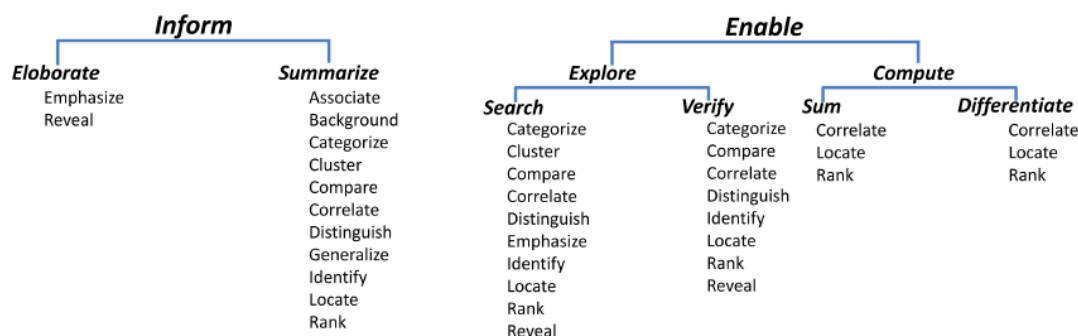 Inform
Eloborate
Emphasize
Reveal
Summarize
Associate
Background
Categorize
Cluster
Compare
Correlate
Distinguish
Generalize
Identify
Locate
Rank
Enable
Explore
Search
Categorize
Cluster
Compare
Correlate
Distinguish
Emphasize
Identify
Locate
Rank
Reveal
Verify
Categorize
Compare
Correlate
Distinguish
Identify
Locate
Rank
Reveal
Compute
Sum
Correlate
Locate
Rank
Differentiate
Correlate
Locate
Rank